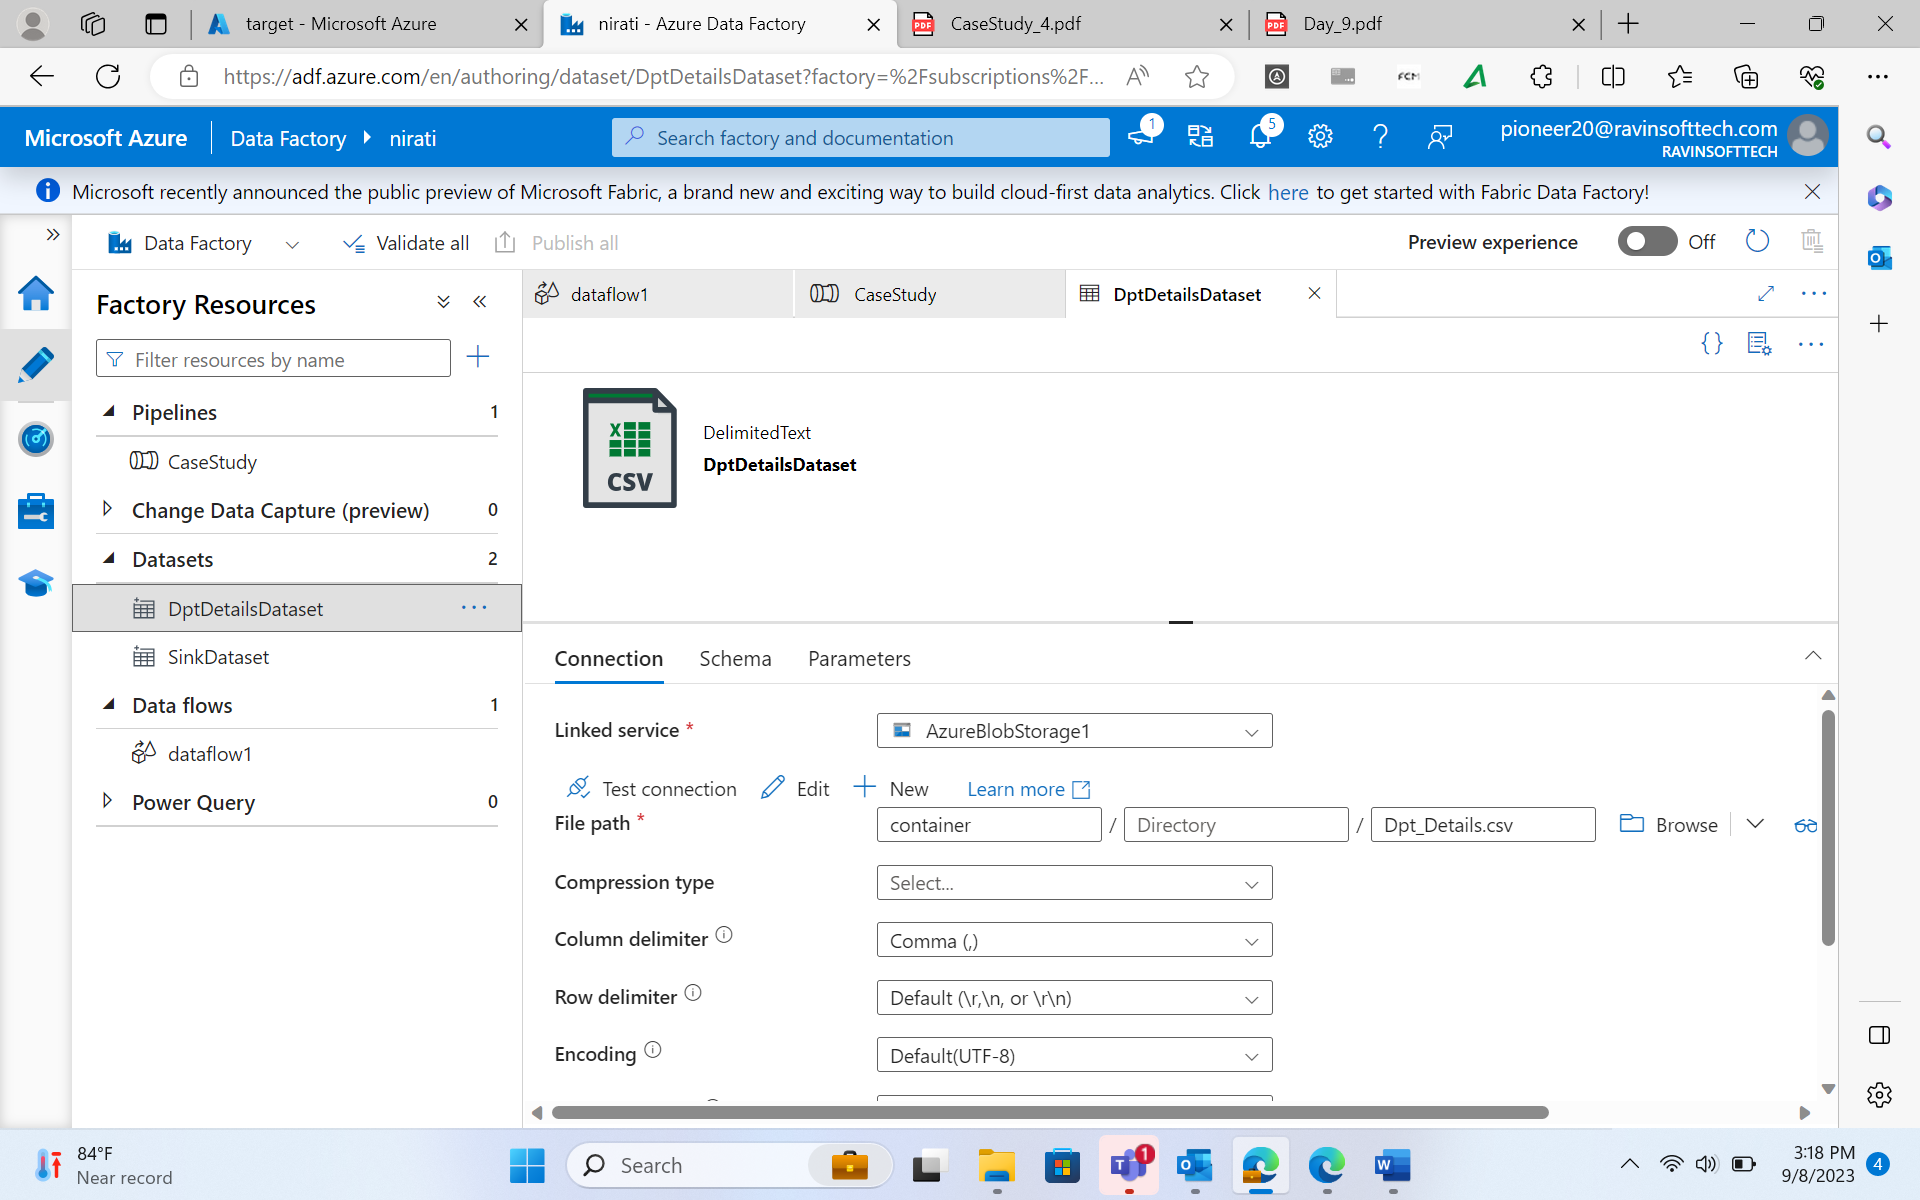 target - Microsoft Azure
nirati - Azure Data Factory
PDF
CaseStudy_4.pdf
PDF
Day_9.pdf
https://adf.azure.com/en/authoring/dataset/DptDetailsDataset?factory=%2Fsubscriptions%2F...
FCM
Microsoft Azure
Data Factory
nirati
Search factory and documentation
1
5
pioneer20@ravinsofttech.com
RAVINSOFTTECH
Microsoft recently announced the public preview of Microsoft Fabric, a brand new and exciting way to build cloud-first data analytics. Click here to get started with Fabric Data Factory!
Data Factory
Validate all
Publish all
Preview experience
Off
Factory Resources
Filter resources by name
Pipelines 1
CaseStudy
Change Data Capture (preview) 0
Datasets 2
DptDetailsDataset
SinkDataset
Data flows 1
dataflow1
Power Query 0
dataflow1
CaseStudy
DptDetailsDataset
X
CSV
DelimitedText
DptDetailsDataset
Connection
Schema
Parameters
Linked service *
AzureBlobStorage1
Test connection
Edit
New
Learn more
File path *
container / Directory / Dpt_Details.csv
Browse
Compression type
Select...
Column delimiter
Comma (,)
Row delimiter
Default (\r,\n, or \r\n)
Encoding
Default(UTF-8)
84°F
Near record
Search
1
3:18 PM
9/8/2023
4